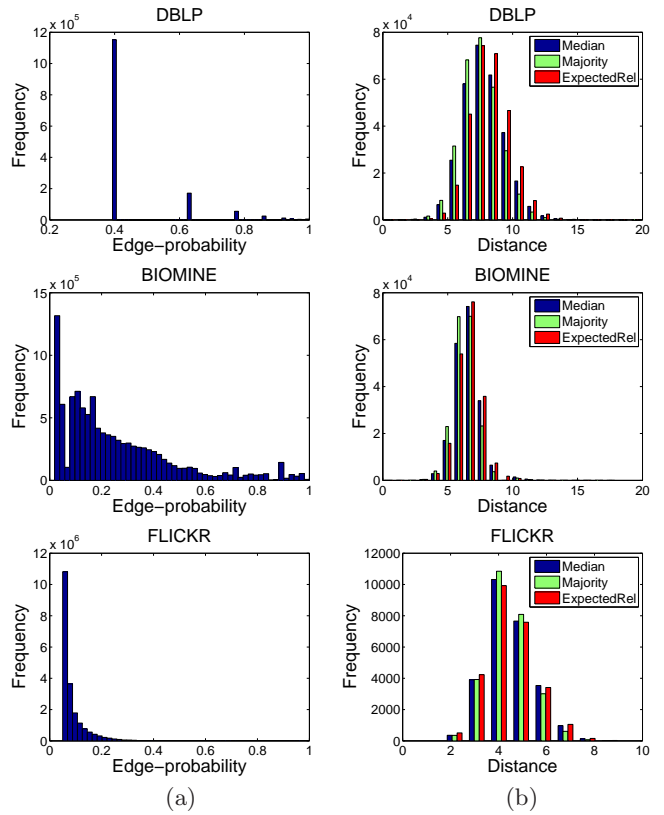 DBLP
x 10^5
12
10
8
6
4
2
0
Frequency
0.2 0.4 0.6 0.8 1
Edge−probability
DBLP
x 10^4
8
6
4
2
0
Frequency
Median
Majority
ExpectedRel
0 5 10 15 20
Distance
BIOMINE
x 10^5
15
10
5
0
Frequency
0 0.2 0.4 0.6 0.8 1
Edge−probability
BIOMINE
x 10^4
8
6
4
2
0
Frequency
Median
Majority
ExpectedRel
0 5 10 15 20
Distance
FLICKR
x 10^6
12
10
8
6
4
2
0
Frequency
0 0.2 0.4 0.6 0.8 1
Edge−probability
FLICKR
12000
10000
8000
6000
4000
2000
0
Frequency
Median
Majority
ExpectedRel
0 2 4 6 8 10
Distance
(a) (b)